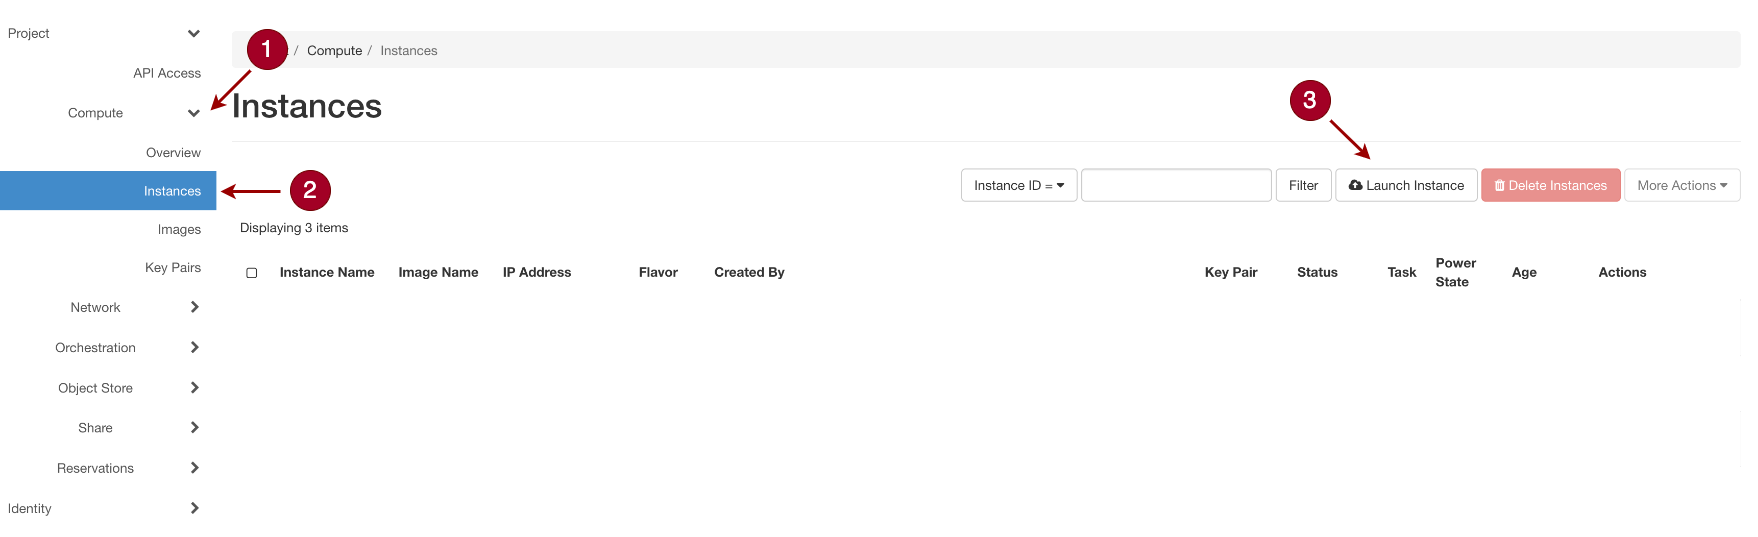 Project
API Access
Compute
Overview
Instances
Images
Key Pairs
Network
Orchestration
Object Store
Share
Reservations
Identity
1
/ Compute / Instances
Instances
2
3
Instance ID = Filter Launch Instance Delete Instances More Actions
Displaying 3 items
Instance Name Image Name IP Address Flavor Created By Key Pair Status Task Power State Age Actions